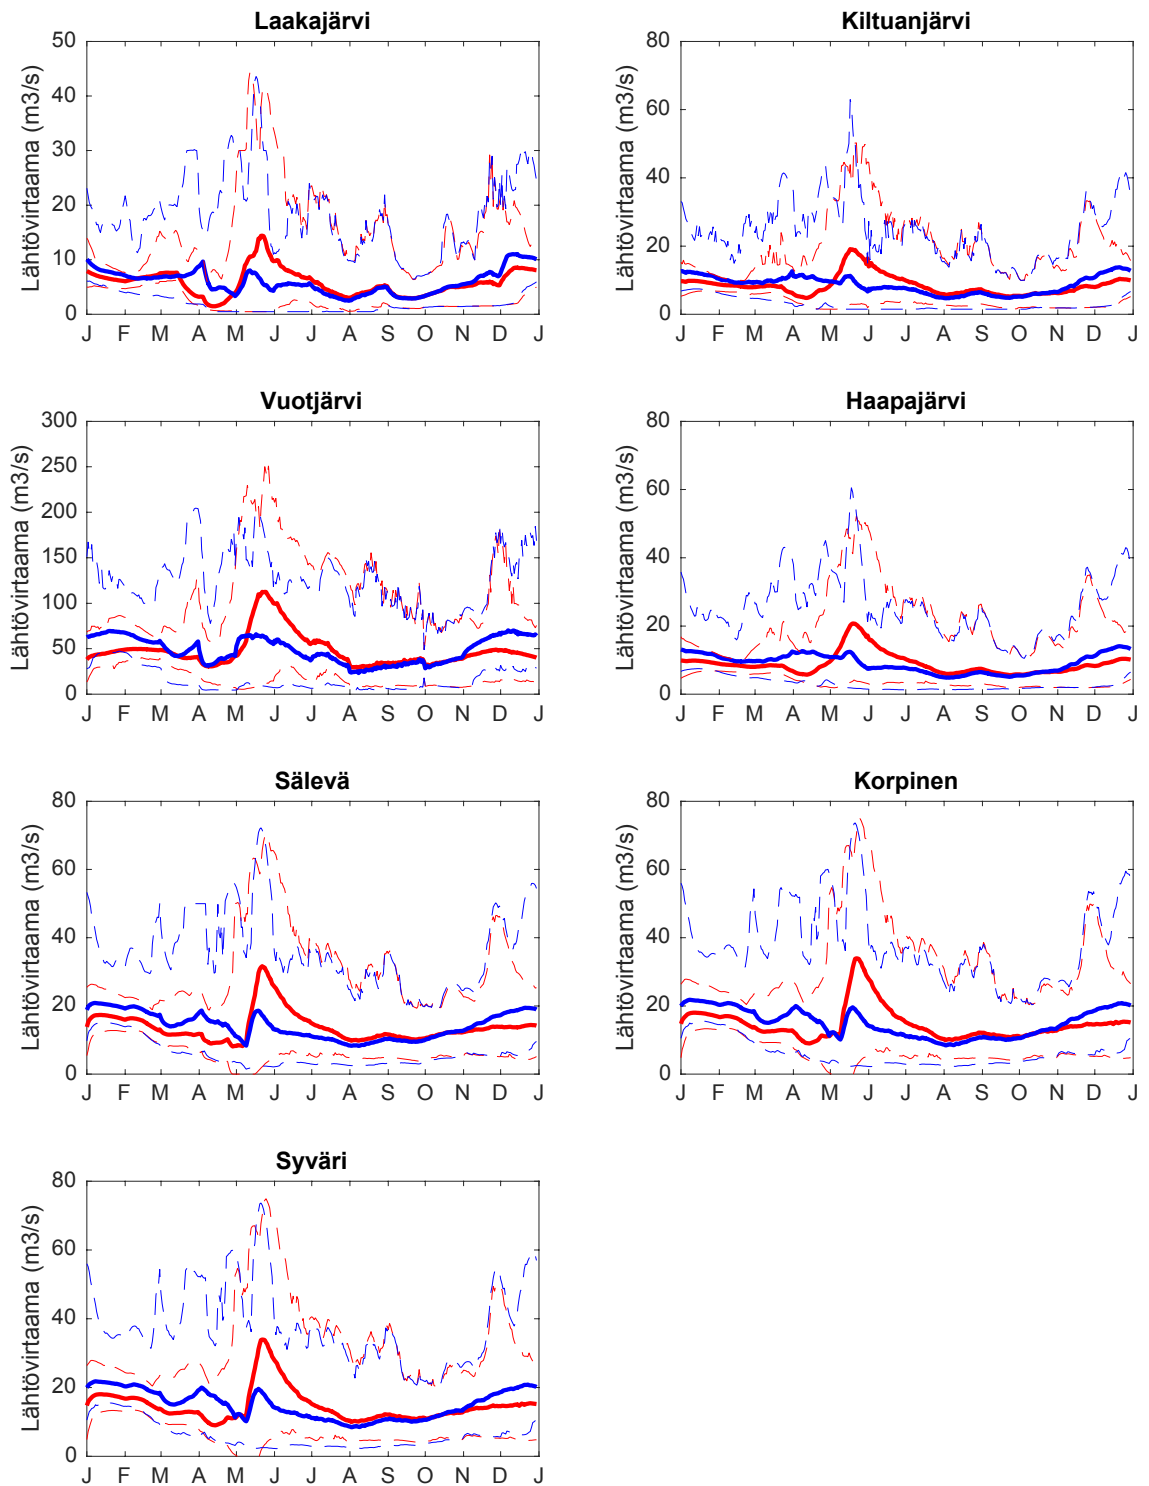 Laakajärvi
Lähtövirtaama (m3/s)
50
40
30
20
10
0
J F M A M J J A S O N D J
Kiltuanjärvi
Lähtövirtaama (m3/s)
80
60
40
20
0
J F M A M J J A S O N D J
Vuotjärvi
Lähtövirtaama (m3/s)
300
250
200
150
100
50
0
J F M A M J J A S O N D J
Haapajärvi
Lähtövirtaama (m3/s)
80
60
40
20
0
J F M A M J J A S O N D J
Sälevä
Lähtövirtaama (m3/s)
80
60
40
20
0
J F M A M J J A S O N D J
Korpinen
Lähtövirtaama (m3/s)
80
60
40
20
0
J F M A M J J A S O N D J
Syväri
Lähtövirtaama (m3/s)
80
60
40
20
0
J F M A M J J A S O N D J